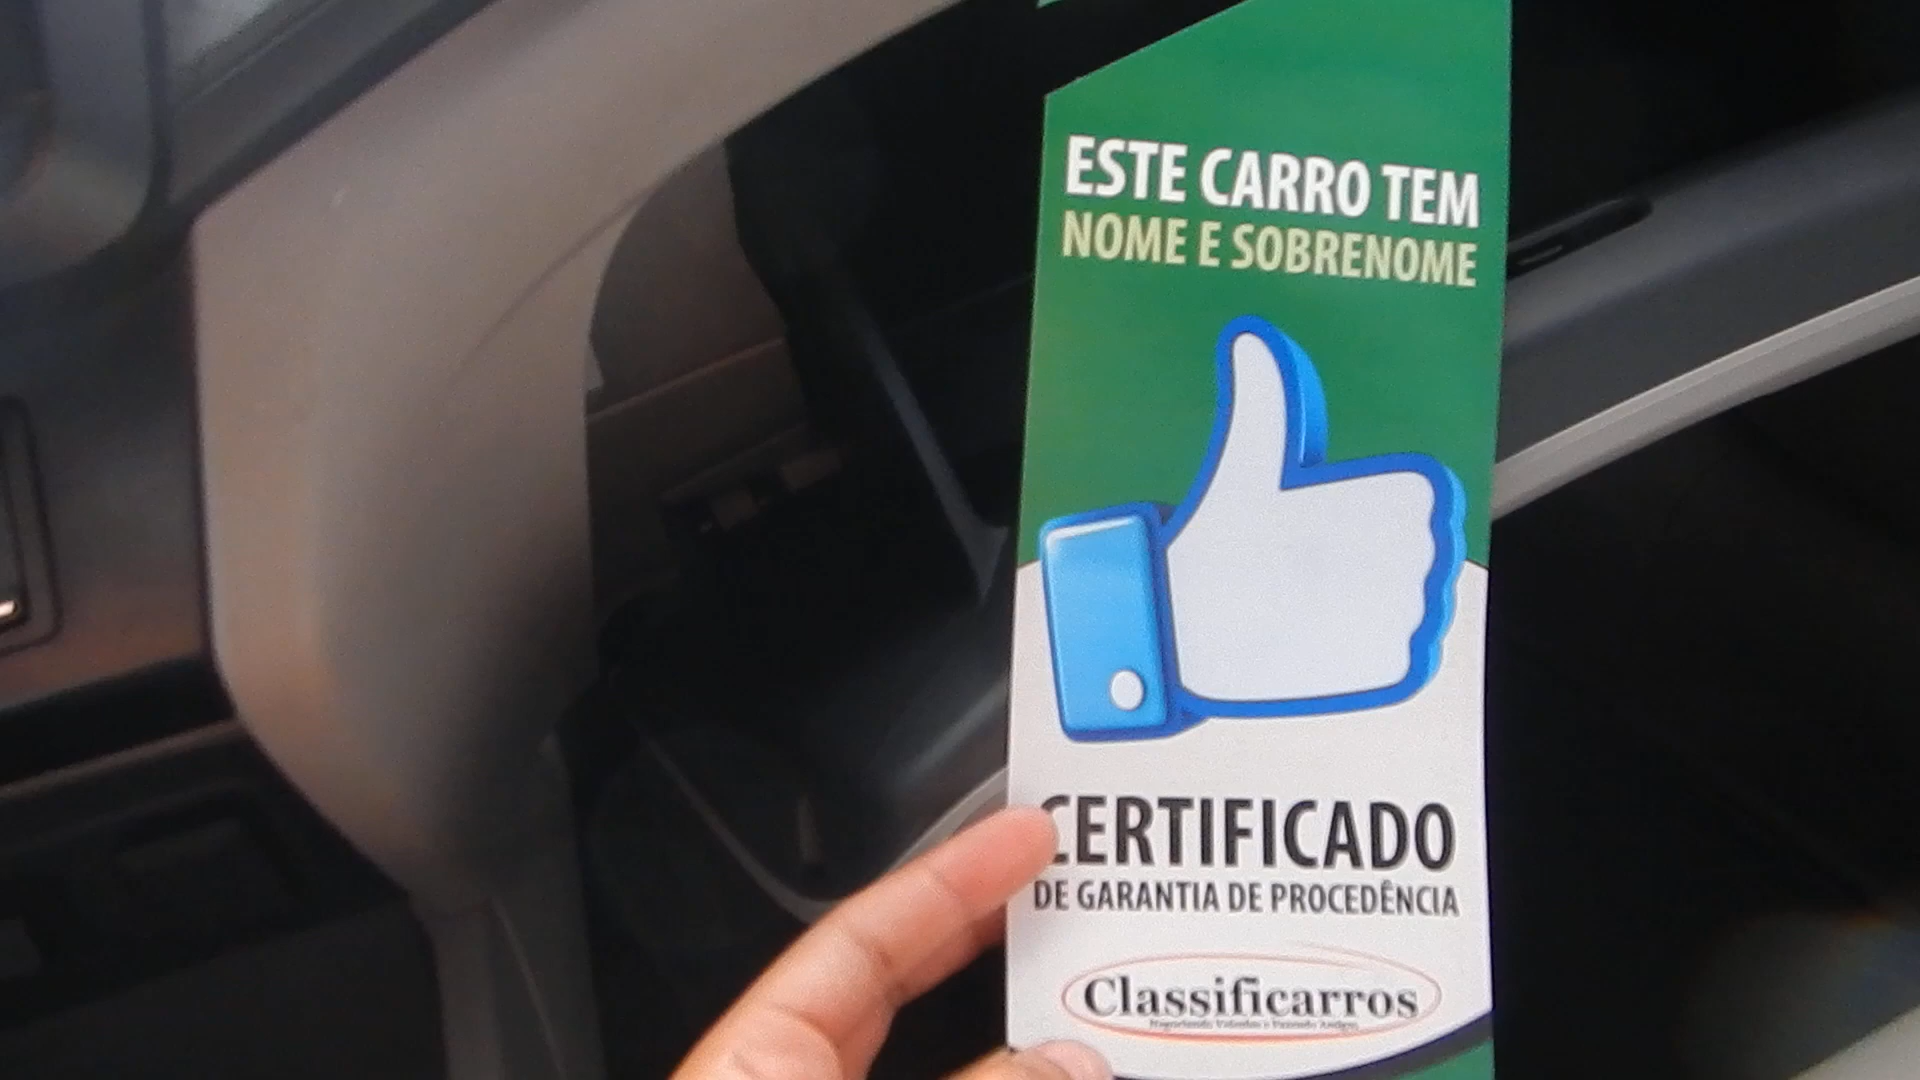 ESTE CARRO TEM
NOME E SOBRENOME
CERTIFICADO
DE GARANTIA DE PROCEDÊNCIA
Classificarros